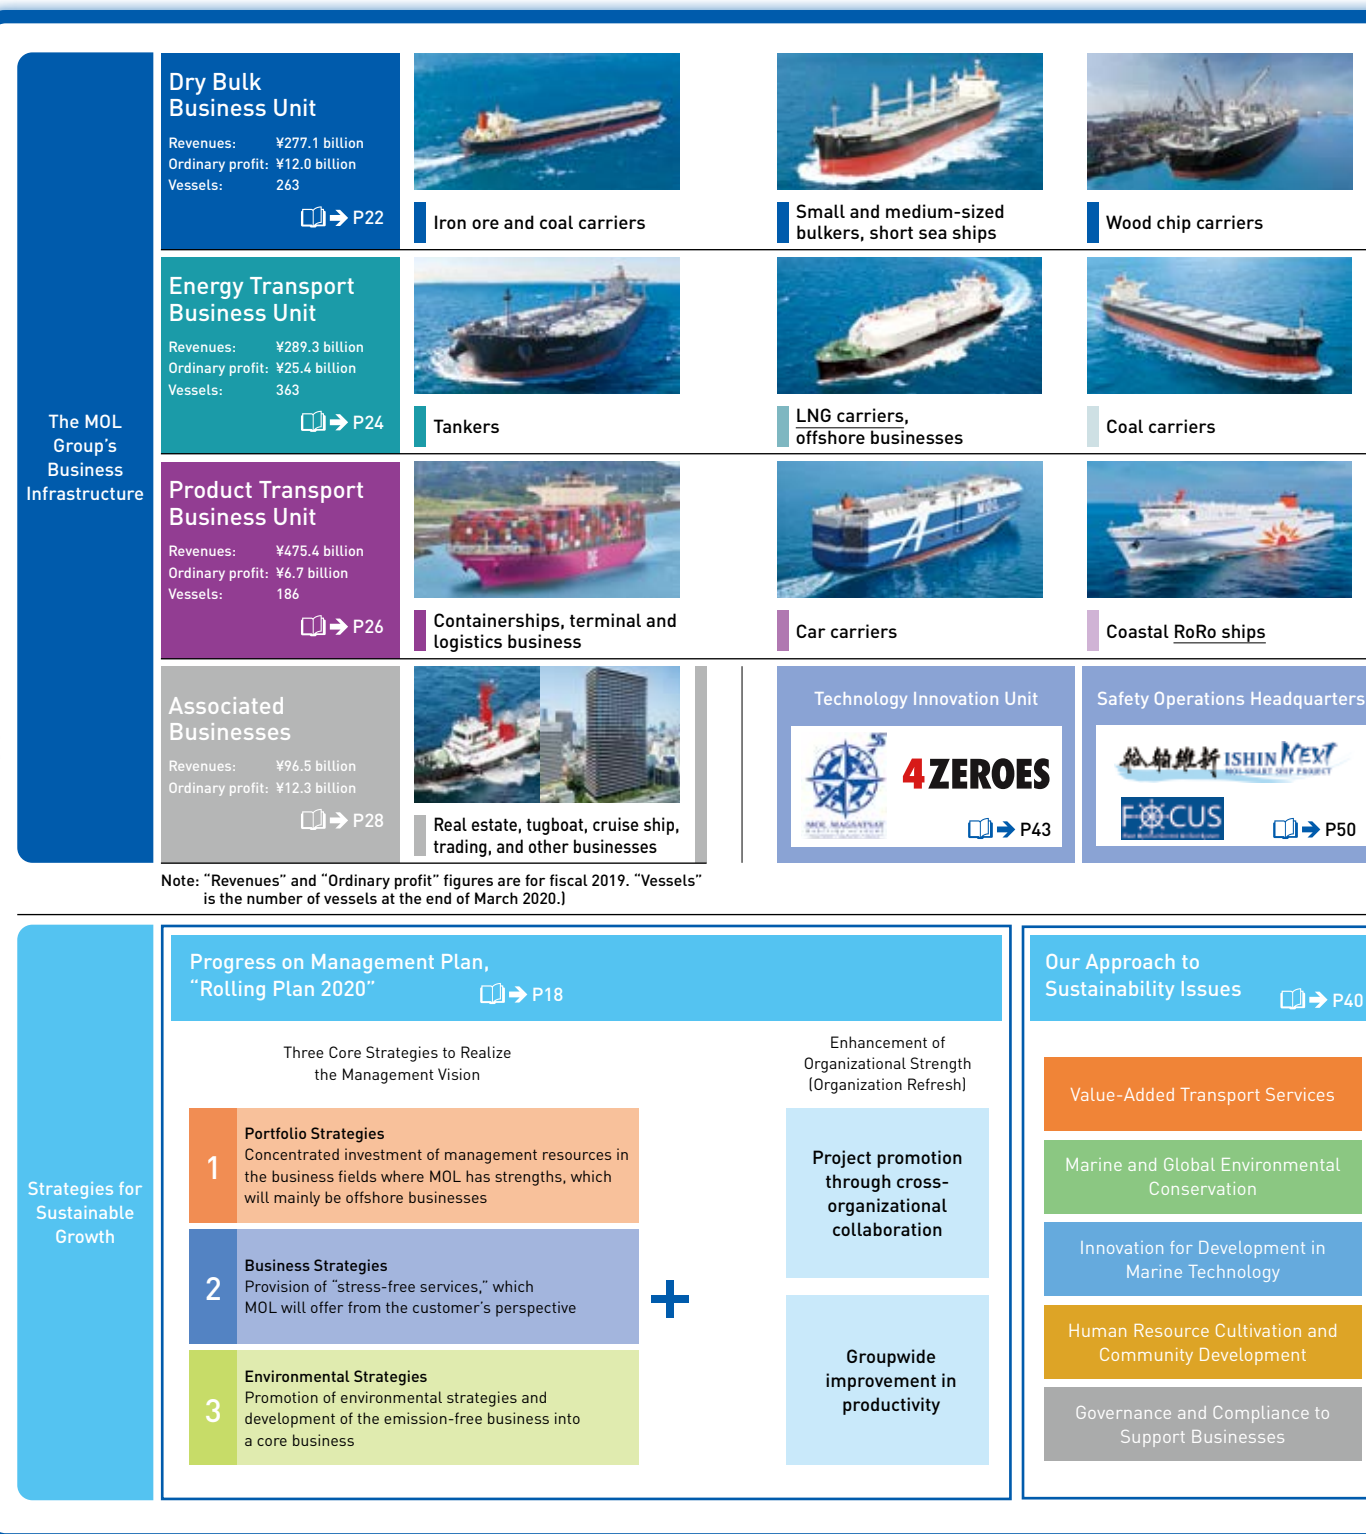 The MOL
Group's
Business
Infrastructure
Dry Bulk
Business Unit
Revenues: ¥277.1 billion
Ordinary profit: ¥12.0 billion
Vessels: 263
➔ P22
Iron ore and coal carriers
Small and medium-sized
bulkers, short sea ships
Wood chip carriers
Energy Transport
Business Unit
Revenues: ¥289.3 billion
Ordinary profit: ¥25.4 billion
Vessels: 363
➔ P24
Tankers
LNG carriers,
offshore businesses
Coal carriers
Product Transport
Business Unit
Revenues: ¥475.4 billion
Ordinary profit: ¥6.7 billion
Vessels: 186
➔ P26
Containerships, terminal and
logistics business
MOL
Car carriers
Coastal RoRo ships
Associated
Businesses
Revenues: ¥96.5 billion
Ordinary profit: ¥12.3 billion
➔ P28
Real estate, tugboat, cruise ship,
trading, and other businesses
Technology Innovation Unit
MOL MAGSAYSAY
MARITIME ACADEMY
4 ZEROES
➔ P43
Safety Operations Headquarters
船舶維新 ISHIN NEXT
MOL SMART SHIP PROJECT
FOCUS
➔ P50
Note: “Revenues” and “Ordinary profit” figures are for fiscal 2019. “Vessels”
is the number of vessels at the end of March 2020.)
Strategies for
Sustainable
Growth
Progress on Management Plan,
“Rolling Plan 2020” ➔ P18
Three Core Strategies to Realize
the Management Vision
1
Portfolio Strategies
Concentrated investment of management resources in
the business fields where MOL has strengths, which
will mainly be offshore businesses
2
Business Strategies
Provision of “stress-free services,” which
MOL will offer from the customer's perspective
3
Environmental Strategies
Promotion of environmental strategies and
development of the emission-free business into
a core business
+
Enhancement of
Organizational Strength
(Organization Refresh)
Project promotion
through cross-
organizational
collaboration
Groupwide
improvement in
productivity
Our Approach to
Sustainability Issues ➔ P40
Value-Added Transport Services
Marine and Global Environmental
Conservation
Innovation for Development in
Marine Technology
Human Resource Cultivation and
Community Development
Governance and Compliance to
Support Businesses